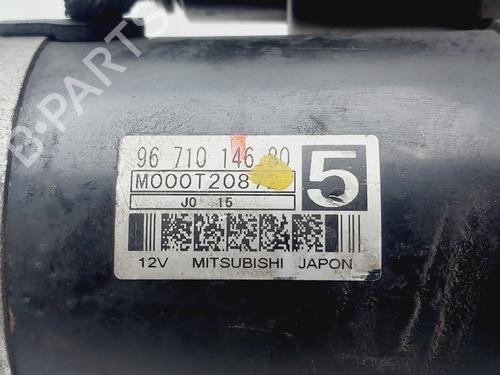 96 710 146 80
5
J0 15
12V MITSUBISHI JAPON
B-PARTS